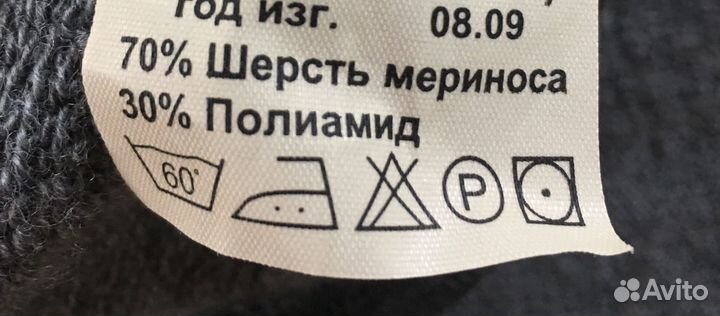 год изг. 08.09
70% Шерсть мериноса
30% Полиамид
60° P
Avito